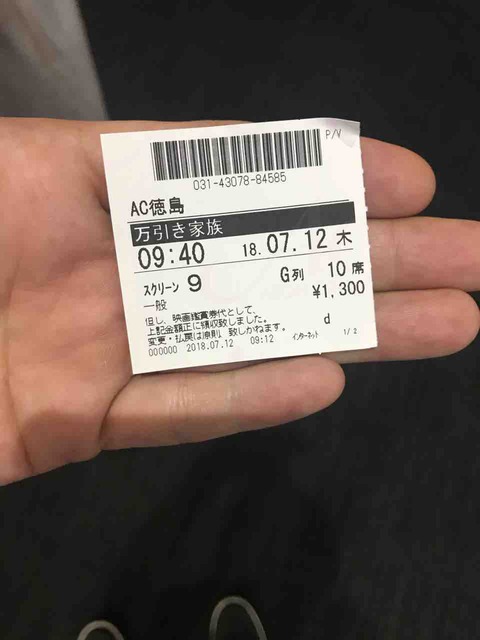 P/V
031-43078-84585
AC徳島
万引き家族
09:40 18.07.12 木
スクリーン 9 G列 10 席
一般 ¥1,300
但し、映画鑑賞券代として、
上記金額正に領収致しました。
変更・払戻は原則、致しかねます。 d
000000 2018.07.12 09:12 インターネット 1/2